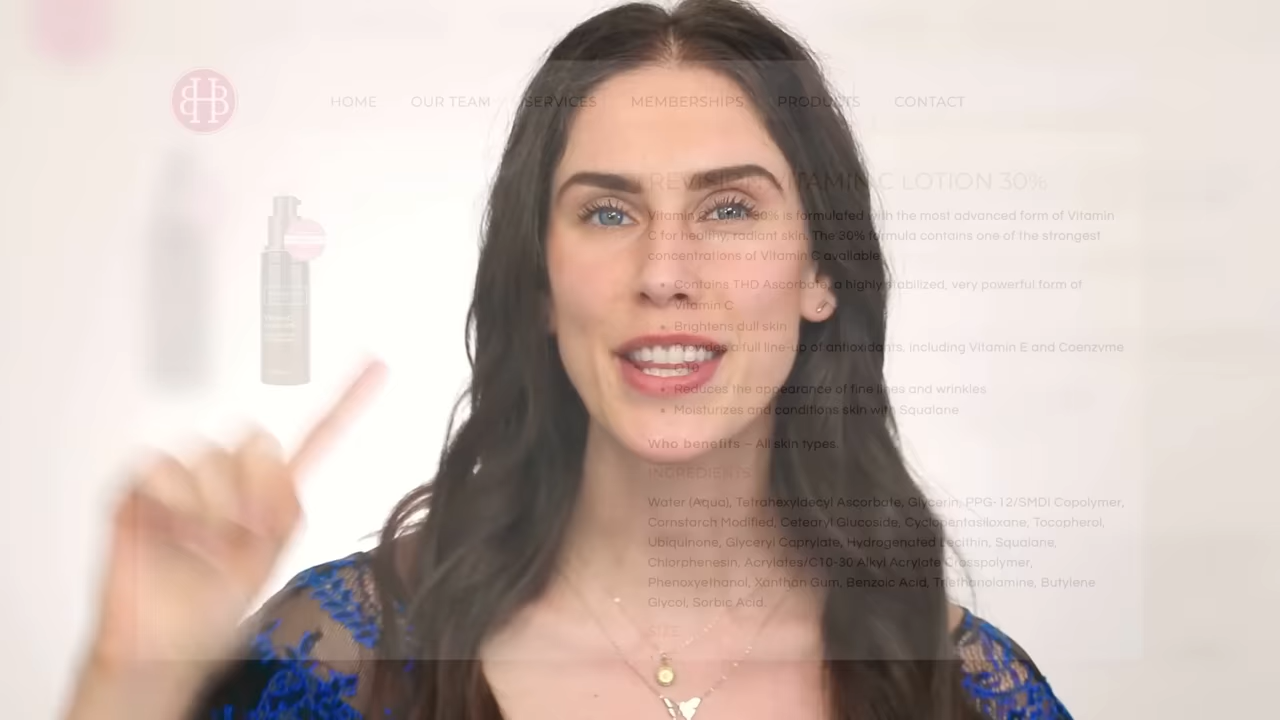 HOME OUR TEAM SERVICES MEMBERSHIPS PRODUCTS CONTACT
REVISION VITAMIN C LOTION 30%
Vitamin C 30% is formulated with the most advanced form of Vitamin
C for healthy, radiant skin. The 30% formula contains one of the strongest
concentrations of Vitamin C available.
Contains THD Ascorbate, a highly stabilized, very powerful form of
Vitamin C
Brightens dull skin
a full line-up of antioxidants, including Vitamin E and Coenzyme
Reduces the appearance of fine lines and wrinkles
Moisturizes and conditions skin with Squalane
Who benefits – All skin types.
INGREDIENTS
Water (Aqua), Tetrahexyldecyl Ascorbate, Glycerin, PPG-12/SMDI Copolymer,
Cornstarch Modified, Cetearyl Glucoside, Cyclopentasiloxane, Tocopherol,
Ubiquinone, Glyceryl Caprylate, Hydrogenated Lecithin, Squalane,
Chlorphenesin, Acrylates/C10-30 Alkyl Acrylate Crosspolymer,
Phenoxyethanol, Xanthan Gum, Benzoic Acid, Triethanolamine, Butylene
Glycol, Sorbic Acid.
SIZE